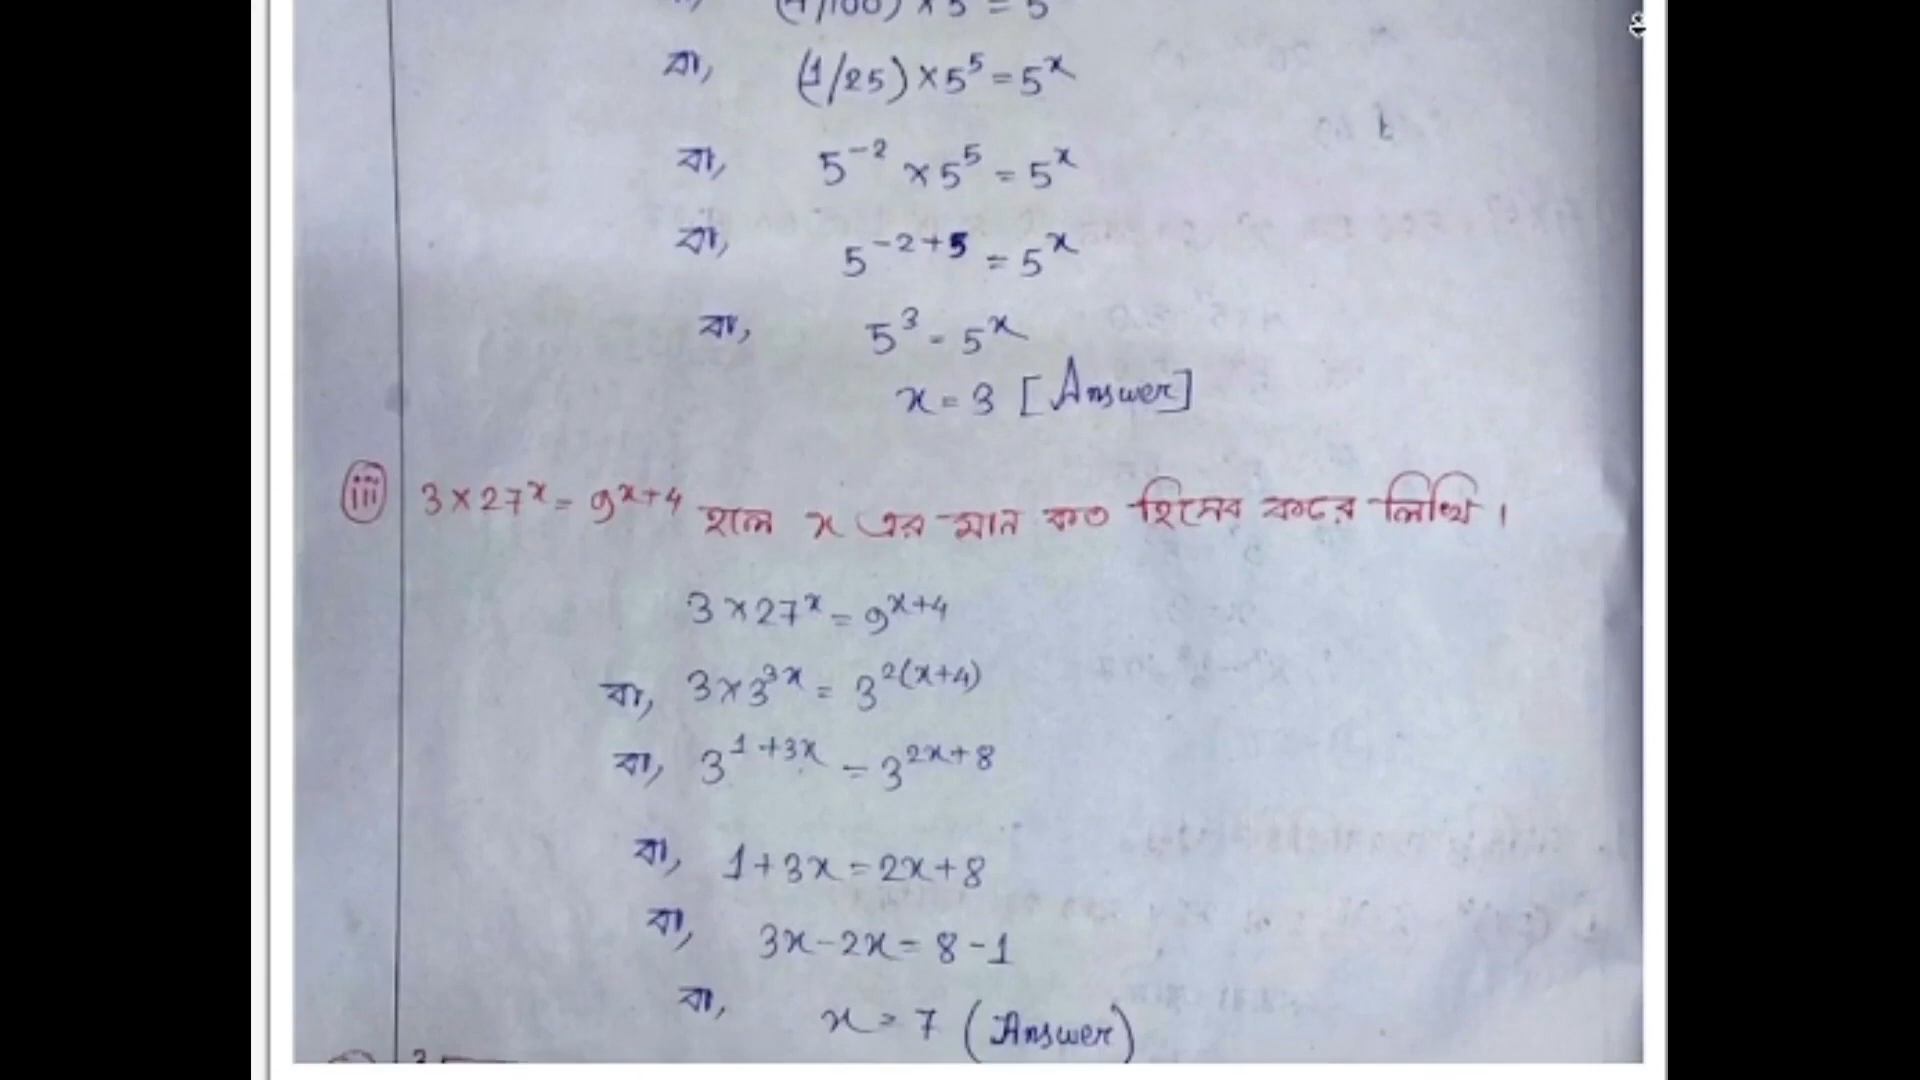 বা, (1/25) × 5⁵ = 5ˣ
বা, 5⁻² × 5⁵ = 5ˣ
বা, 5⁻²⁺⁵ = 5ˣ
বা, 5³ = 5ˣ
x = 3 [Answer]
(iii) 3 × 27ˣ = 9ˣ⁺⁴ হলে x এর মান কত হিসেব করে লিখি।
3 × 27ˣ = 9ˣ⁺⁴
বা, 3 × 3³ˣ = 3²⁽ˣ⁺⁴⁾
বা, 3¹⁺³ˣ = 3²ˣ⁺⁸
বা, 1 + 3x = 2x + 8
বা, 3x - 2x = 8 - 1
বা, x = 7 (Answer)